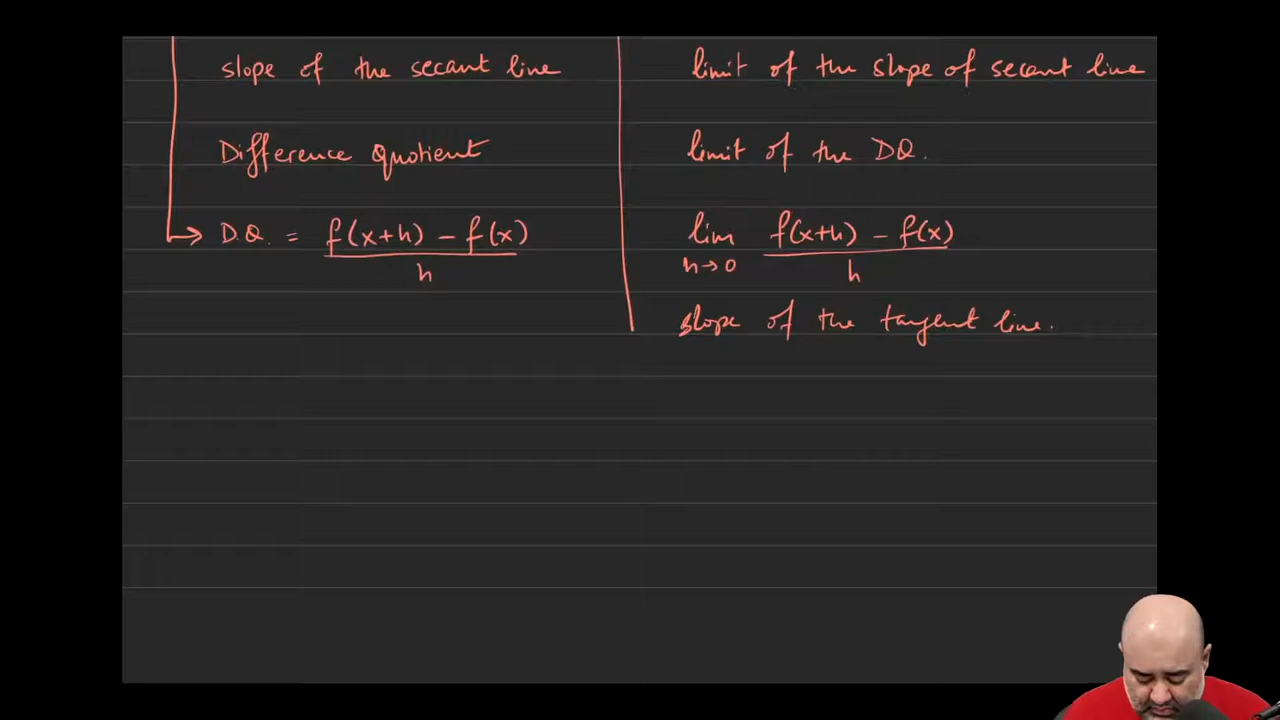 slope of the secant line
Difference Quotient
D.Q. = f(x+h) - f(x) / h
limit of the slope of secant line
limit of the DQ.
lim h→0 f(x+h) - f(x) / h
slope of the tangent line.